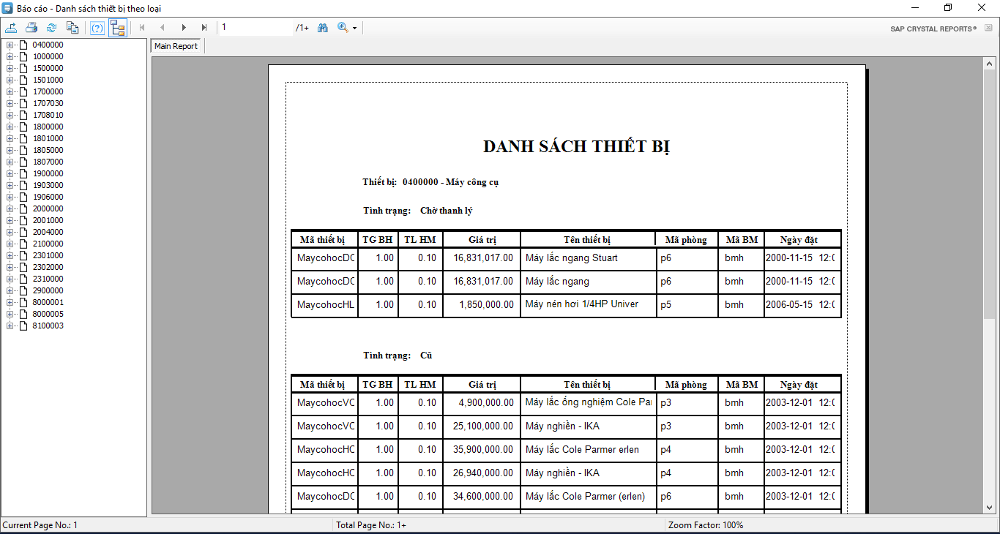 Báo cáo - Danh sách thiết bị theo loại
1 /1+ SAP CRYSTAL REPORTS®
0400000
1000000
1500000
1501000
1700000
1707030
1708010
1800000
1801000
1805000
1807000
1900000
1903000
1906000
2000000
2001000
2004000
2100000
2301000
2302000
2310000
2900000
8000001
8000005
8100003
Main Report
DANH SÁCH THIẾT BỊ
Thiết bị: 0400000 - Máy công cụ
Tình trạng: Chờ thanh lý
Mã thiết bị TG BH TL HM Giá trị Tên thiết bị Mã phòng Mã BM Ngày đặt
MaycohocDC 1.00 0.10 16,831,017.00 Máy lắc ngang Stuart p6 bmh 2000-11-15 12:0
MaycohocDC 1.00 0.10 16,831,017.00 Máy lắc ngang p6 bmh 2000-11-15 12:0
MaycohocHL 1.00 0.10 1,850,000.00 Máy nén hơi 1/4HP Univer p5 bmh 2006-05-15 12:0
Tình trạng: Cũ
Mã thiết bị TG BH TL HM Giá trị Tên thiết bị Mã phòng Mã BM Ngày đặt
MaycohocVC 1.00 0.10 4,900,000.00 Máy lắc ống nghiệm Cole Par p3 bmh 2003-12-01 12:0
MaycohocVC 1.00 0.10 25,100,000.00 Máy nghiền - IKA p3 bmh 2003-12-01 12:0
MaycohocHC 1.00 0.10 35,900,000.00 Máy lắc Cole Parmer erlen p4 bmh 2003-12-01 12:0
MaycohocHC 1.00 0.10 26,940,000.00 Máy nghiền - IKA p4 bmh 2003-12-01 12:0
MaycohocDC 1.00 0.10 34,600,000.00 Máy lắc Cole Parmer (erlen) p6 bmh 2003-12-01 12:0
Current Page No.: 1 Total Page No.: 1+ Zoom Factor: 100%